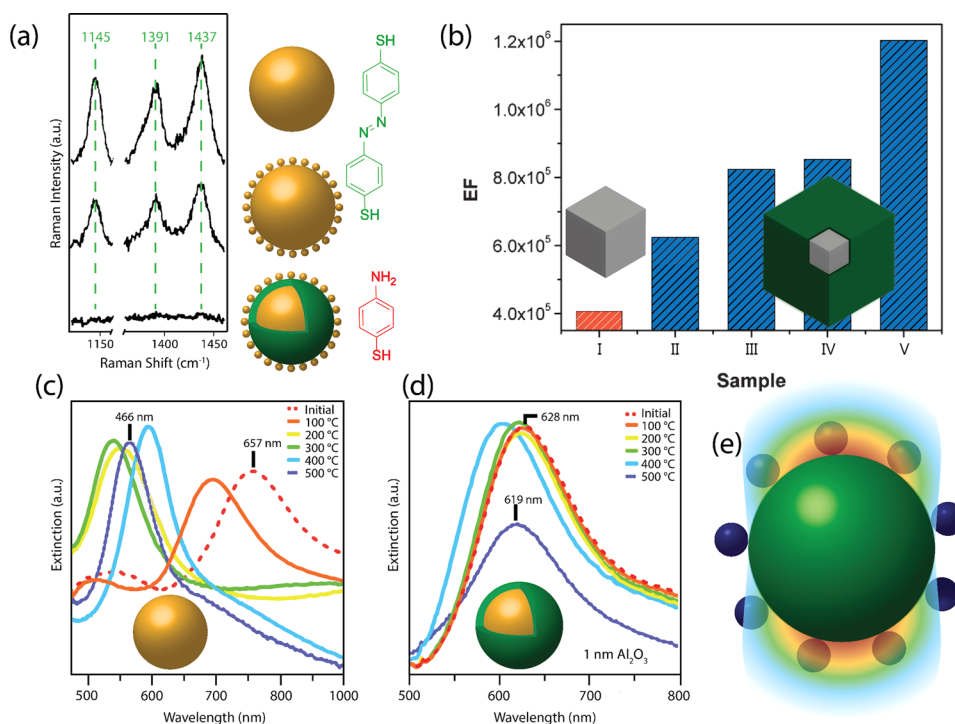 (a)
1145
1391
1437
Raman Intensity (a.u.)
1150
1400
1450
Raman Shift (cm⁻¹)
SH
N
N
SH
NH₂
SH
(b)
EF
1.2x10⁶
1.0x10⁶
8.0x10⁵
6.0x10⁵
4.0x10⁵
I
II
III
IV
V
Sample
(c)
466 nm
657 nm
Initial
100 °C
200 °C
300 °C
400 °C
500 °C
Extinction (a.u.)
500
600
700
800
900
1000
Wavelength (nm)
(d)
628 nm
619 nm
Initial
100 °C
200 °C
300 °C
400 °C
500 °C
1 nm Al₂O₃
Extinction (a.u.)
500
600
700
800
Wavelength (nm)
(e)